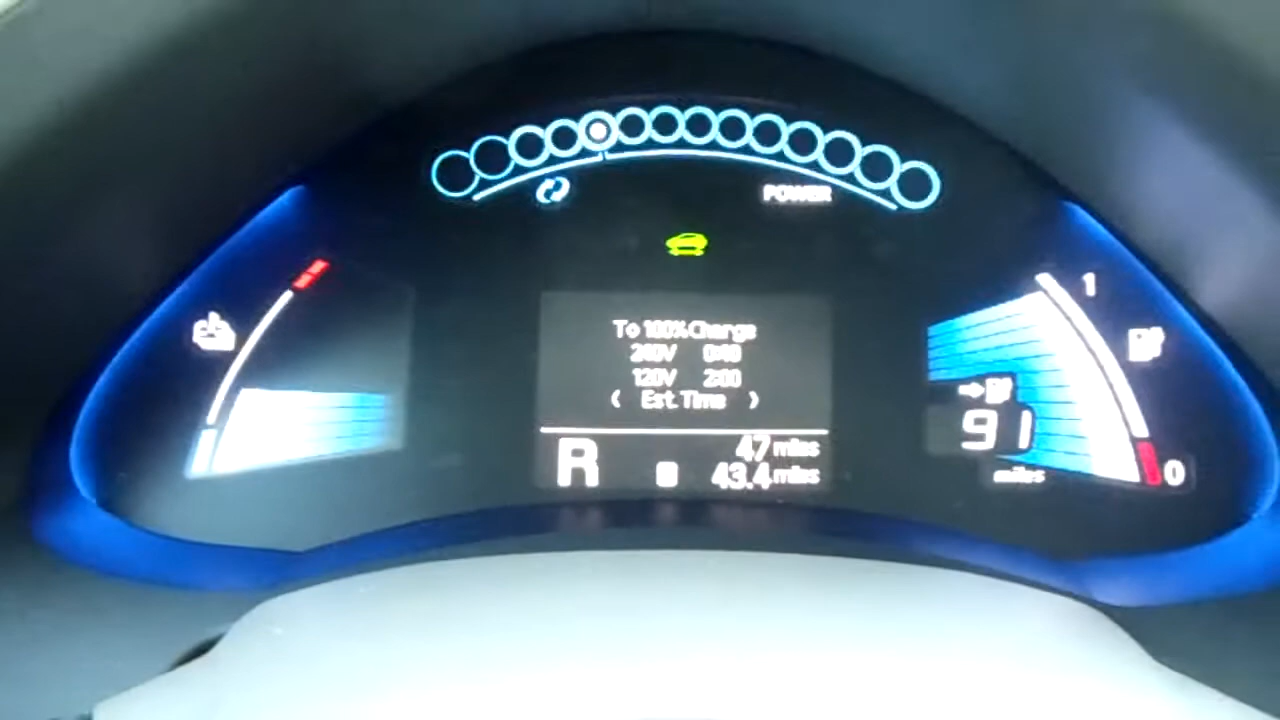 POWER
To 100% Charge
240V 0:40
120V 2:00
( Est. Time )
R
47 miles
43.4 miles
1
91
miles
0